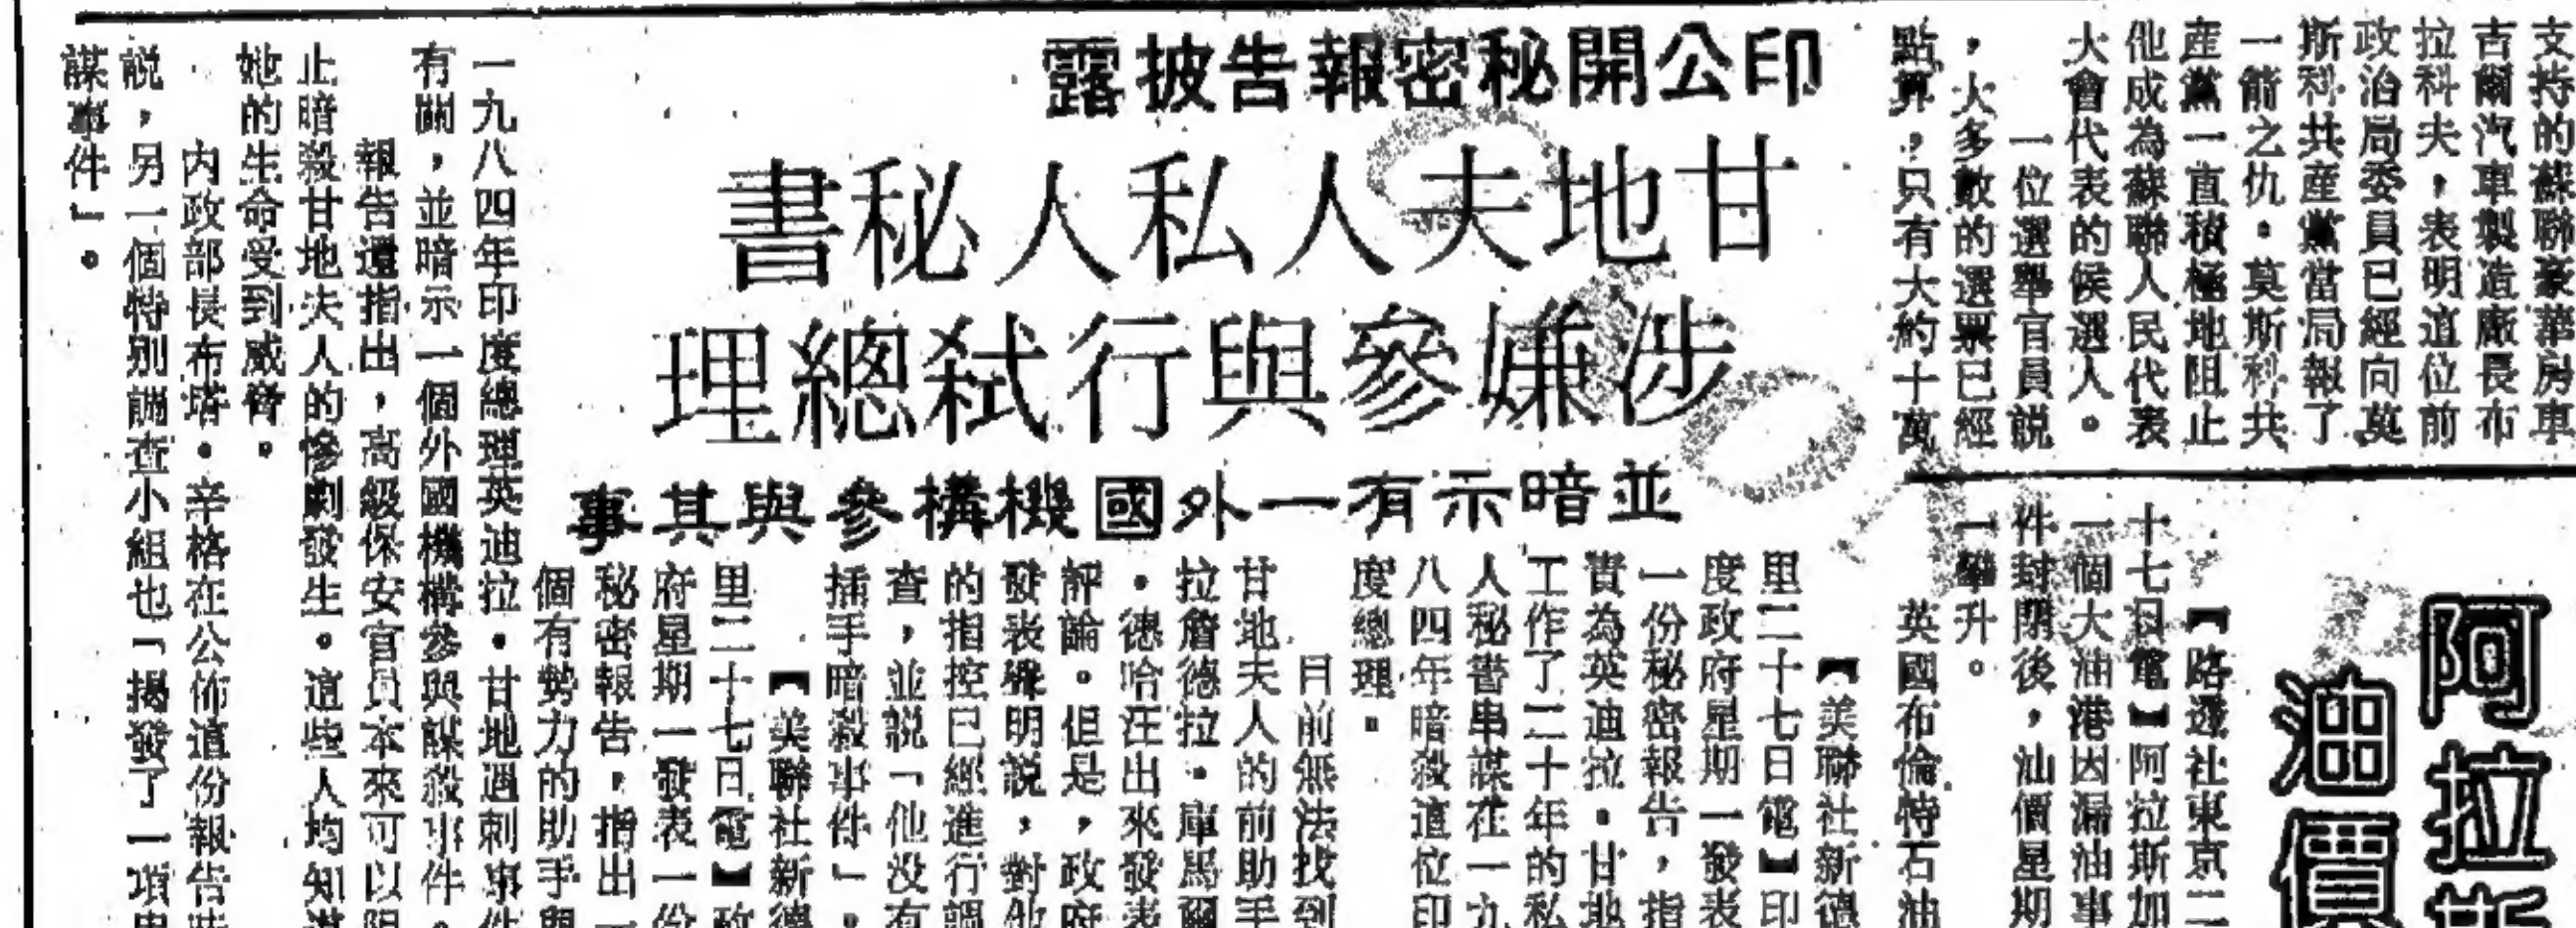 支持的蘇聯豪華房車
吉爾汽車製造廠長布
拉科夫，表明這位前
政治局委員已經向莫
斯科共產黨當局報了
一箭之仇。莫斯科共
產黨一直積極地阻止
他成為蘇聯人民代表
大會代表的候選人。
一位選舉官員説
，大多數的選票已經
點算，只有大約十萬
阿拉斯
油價
【路透社東京二
十七日電】阿拉斯加
一個大油港因漏油事
件封閉後，油價星期
一攀升。
英國布倫特石油
印公開秘密報告披露
甘地夫人私人秘書
涉嫌參與行弒總理
並暗示有一外國機構參與其事
【美聯社新德
里二十七日電】印
度政府星期一發表
一份秘密報告，指
責為英迪拉·甘地
工作了二十年的私
人秘書串謀在一九
八四年暗殺這位印
度總理。
目前無法找到
甘地夫人的前助手
拉詹德拉·庫馬爾
·德哈汪出來發表
評論。但是，政府
發表聲明説，對他
的指控已經進行調
查，並説「他没有
插手暗殺事件」。
【美聯社新德
里二十七日電】政
府星期一發表一份
秘密報告，指出一
個有勢力的助手與
一九八四年印度總理英迪拉·甘地遇刺事件
有關，並暗示一個外國機構參與謀殺事件。
報告還指出，高級保安官員本來可以阻
止暗殺甘地夫人的慘劇發生。這些人均知道
她的生命受到威脅。
内政部長布塔·辛格在公佈這份報告時
説，另一個特別調查小組也「揭發了一項串
謀事件」。